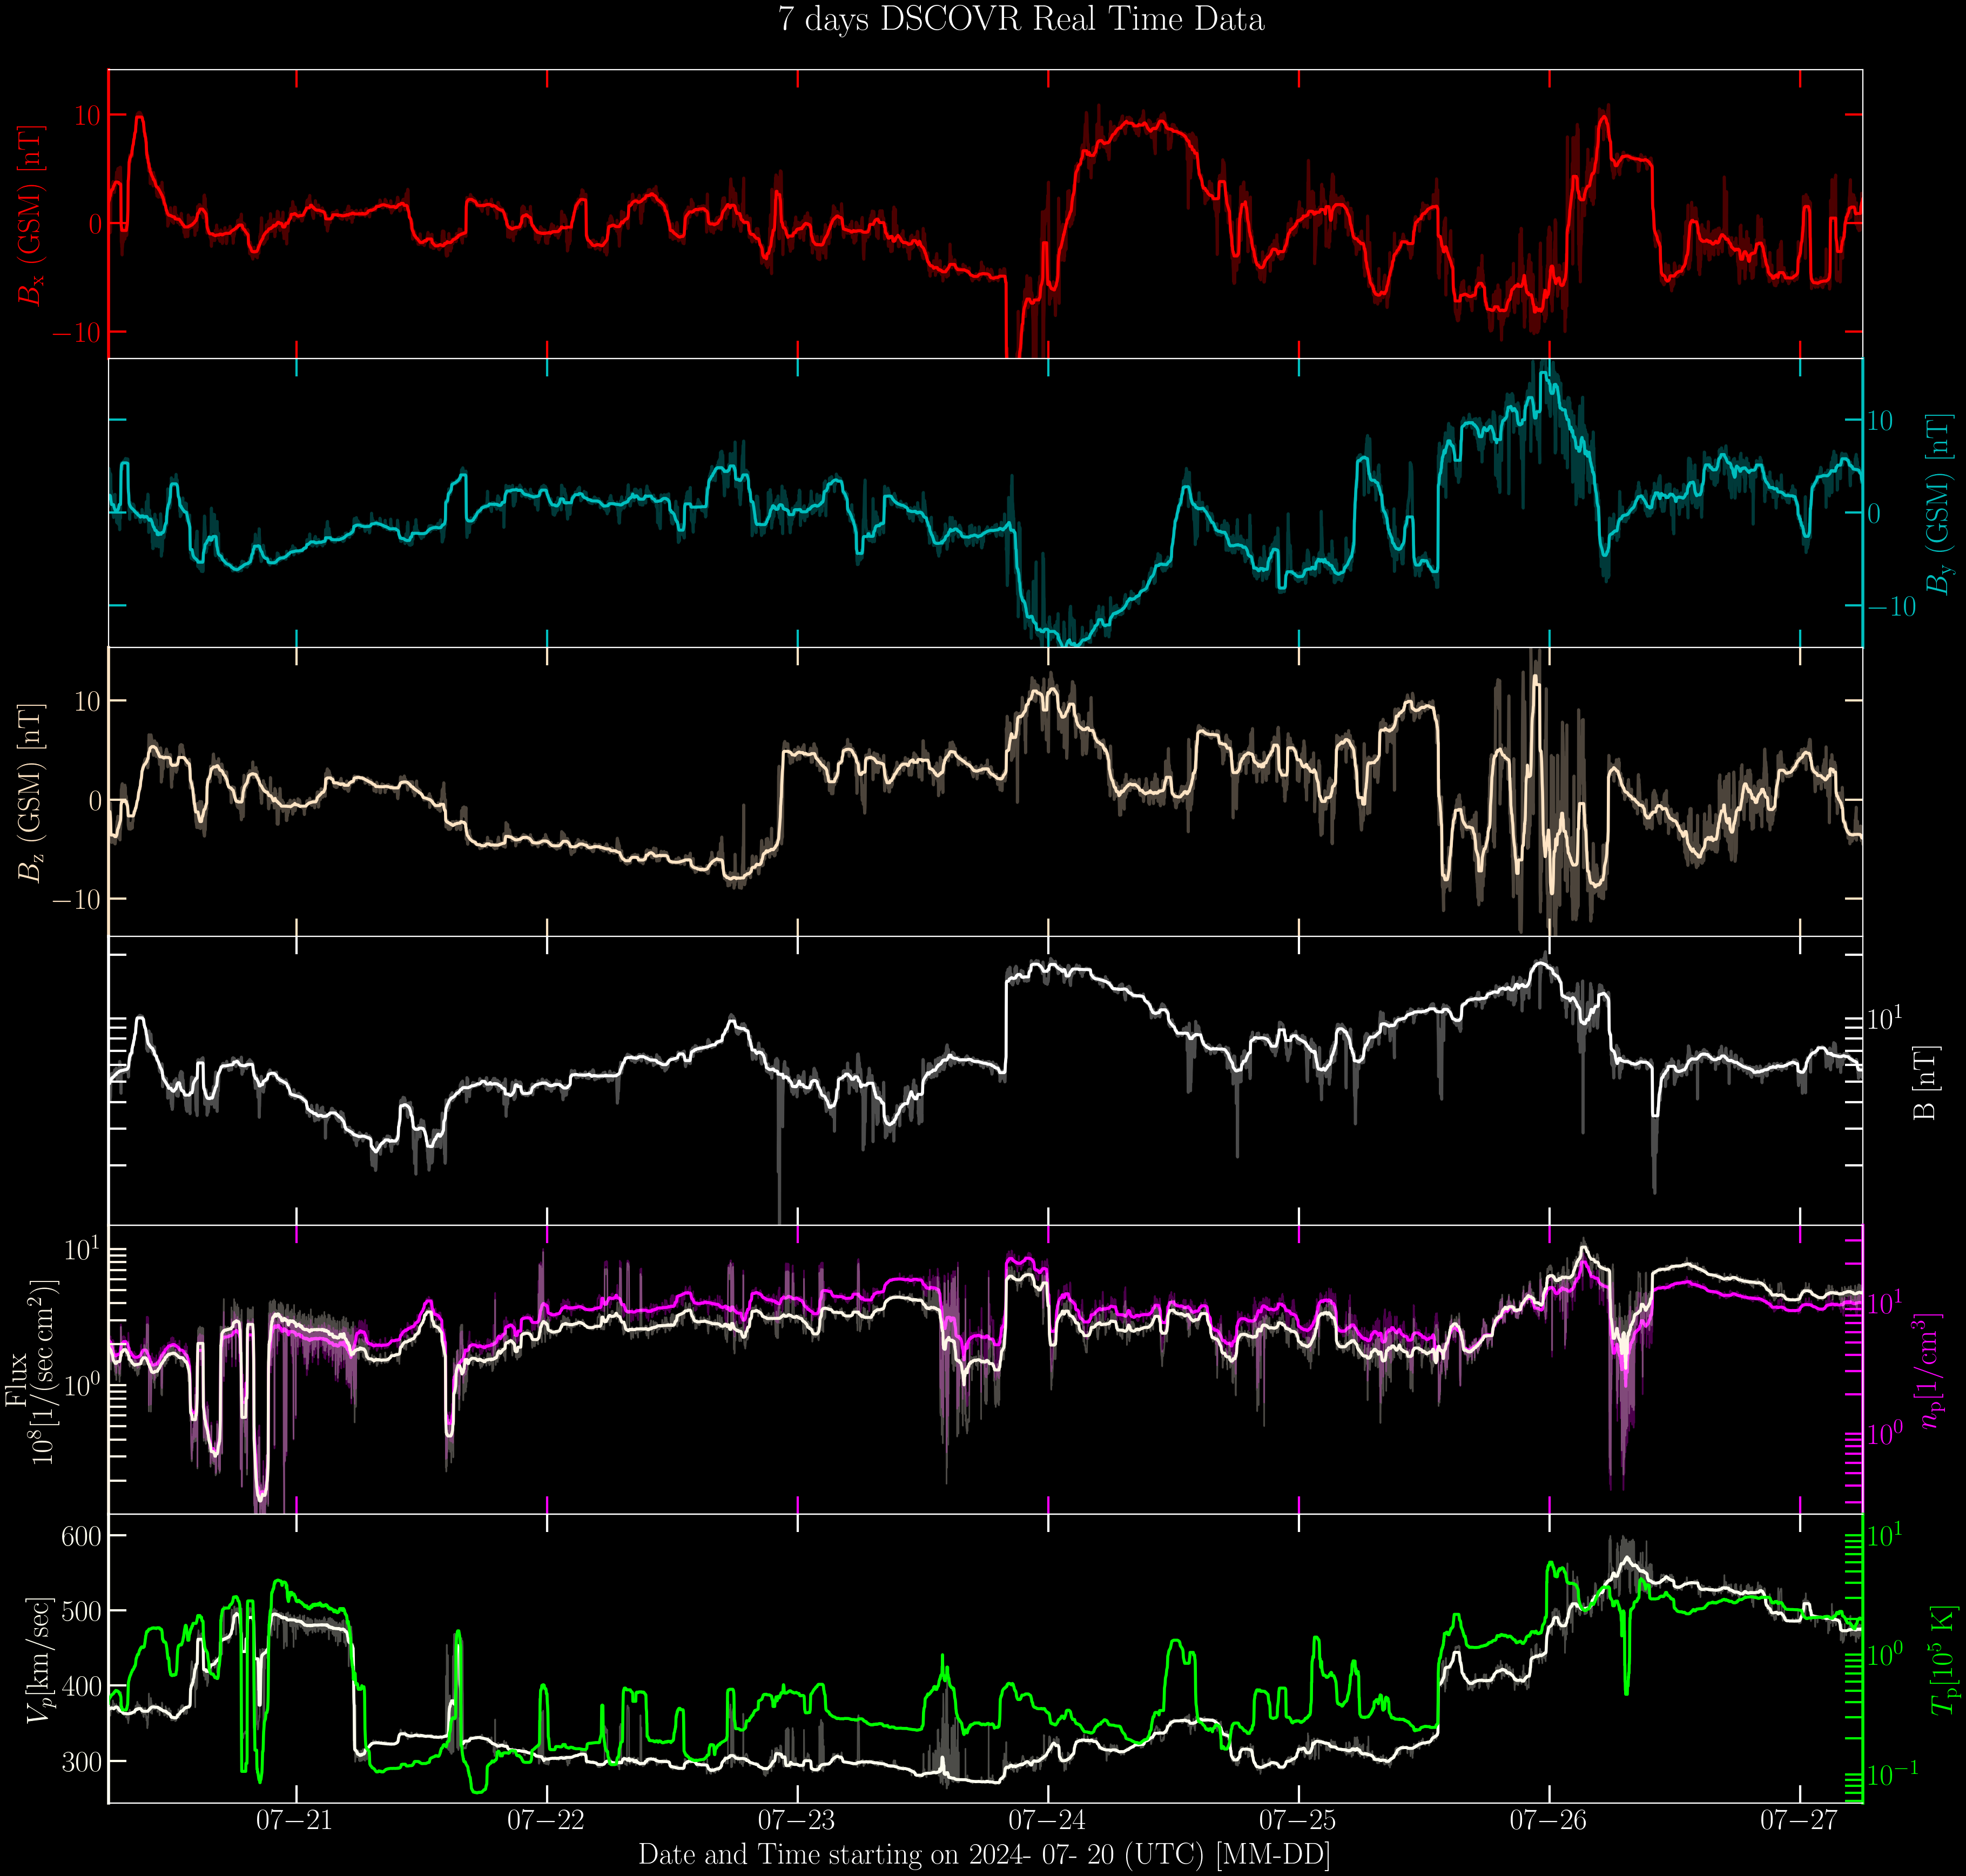 7 days DSCOVR Real Time Data
10
0
−10
Bx (GSM) [nT]
10
0
−10
By (GSM) [nT]
10
0
−10
Bz (GSM) [nT]
10¹
B [nT]
10¹
10⁰
Flux
10⁸[1/(sec cm²)]
10¹
10⁰
np[1/cm³]
600
500
400
300
Vp[km/sec]
10¹
10⁰
10⁻¹
Tp[10⁵ K]
07−21 07−22 07−23 07−24 07−25 07−26 07−27
Date and Time starting on 2024- 07- 20 (UTC) [MM-DD]